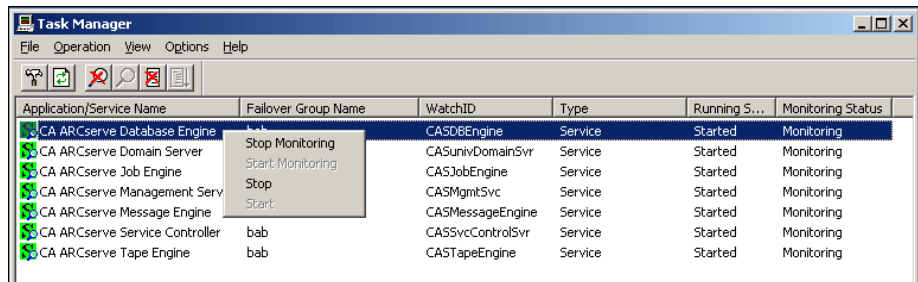 Task Manager
File Operation View Options Help
Application/Service Name Failover Group Name WatchID Type Running S... Monitoring Status
CA ARCserve Database Engine CASDBEngine Service Started Monitoring
CA ARCserve Domain Server CASunivDomainSvr Service Started Monitoring
CA ARCserve Job Engine CASJobEngine Service Started Monitoring
CA ARCserve Management Serv CASMgmtSvc Service Started Monitoring
CA ARCserve Message Engine CASMessageEngine Service Started Monitoring
CA ARCserve Service Controller bab CASSvcControlSvr Service Started Monitoring
CA ARCserve Tape Engine bab CASTapeEngine Service Started Monitoring
Stop Monitoring
Start Monitoring
Stop
Start